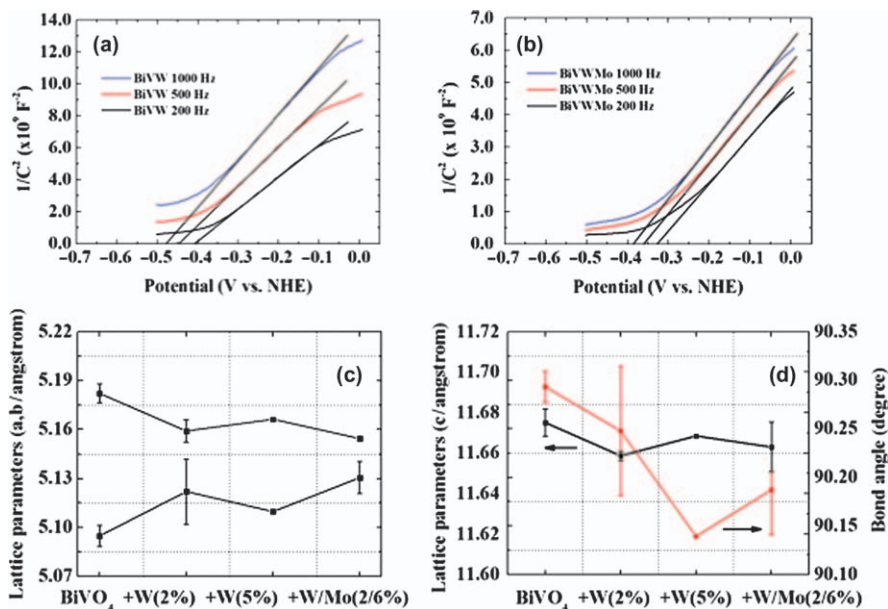 (a)
BiVW 1000 Hz
BiVW 500 Hz
BiVW 200 Hz
1/C² (x10⁹ F⁻²)
14.0
12.0
10.0
8.0
6.0
4.0
2.0
0.0
−0.7 −0.6 −0.5 −0.4 −0.3 −0.2 −0.1 0.0
Potential (V vs. NHE)
(b)
BiVWMo 1000 Hz
BiVWMo 500 Hz
BiVWMo 200 Hz
1/C² (x 10⁹ F⁻²)
7.0
6.0
5.0
4.0
3.0
2.0
1.0
0.0
−0.7 −0.6 −0.5 −0.4 −0.3 −0.2 −0.1 0.0
Potential (V vs. NHE)
(c)
Lattice parameters (a,b/angstrom)
5.22
5.19
5.16
5.13
5.10
5.07
BiVO₄ +W(2%) +W(5%) +W/Mo(2/6%)
(d)
Lattice parameters (c/angstrom)
11.72
11.70
11.68
11.66
11.64
11.62
11.60
90.35
90.30
90.25
90.20
90.15
90.10
Bond angle (degree)
BiVO₄ +W(2%) +W(5%) +W/Mo(2/6%)